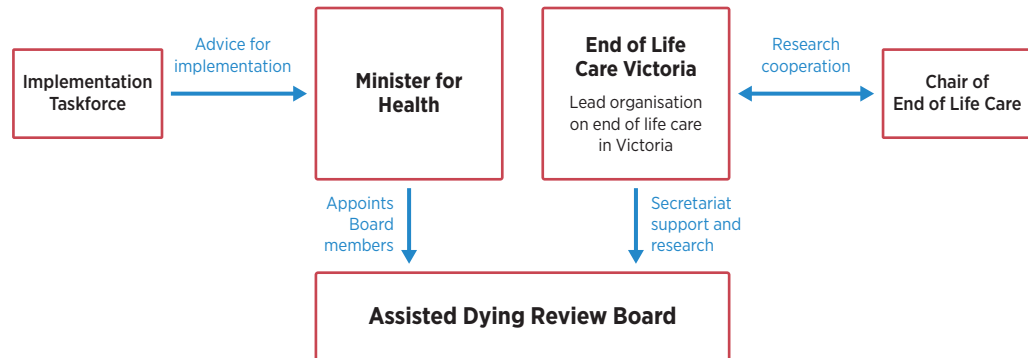 Implementation
Taskforce
Advice for
implementation
Minister for
Health
End of Life
Care Victoria
Lead organisation
on end of life care
in Victoria
Research
cooperation
Chair of
End of Life Care
Appoints
Board
members
Secretariat
support and
research
Assisted Dying Review Board